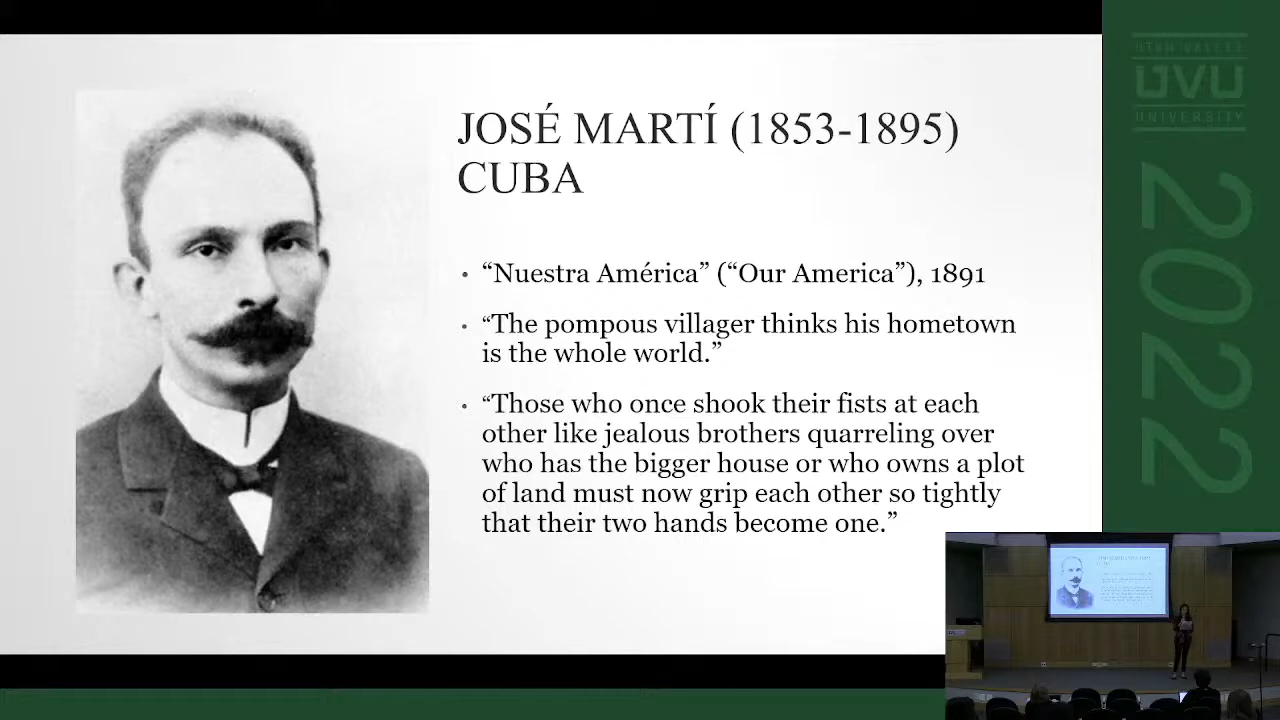 JOSÉ MARTÍ (1853-1895)
CUBA
• “Nuestra América” (“Our America”), 1891
• “The pompous villager thinks his hometown
is the whole world.”
• “Those who once shook their fists at each
other like jealous brothers quarreling over
who has the bigger house or who owns a plot
of land must now grip each other so tightly
that their two hands become one.”
UTAH VALLEY
UVU
UNIVERSITY
2022